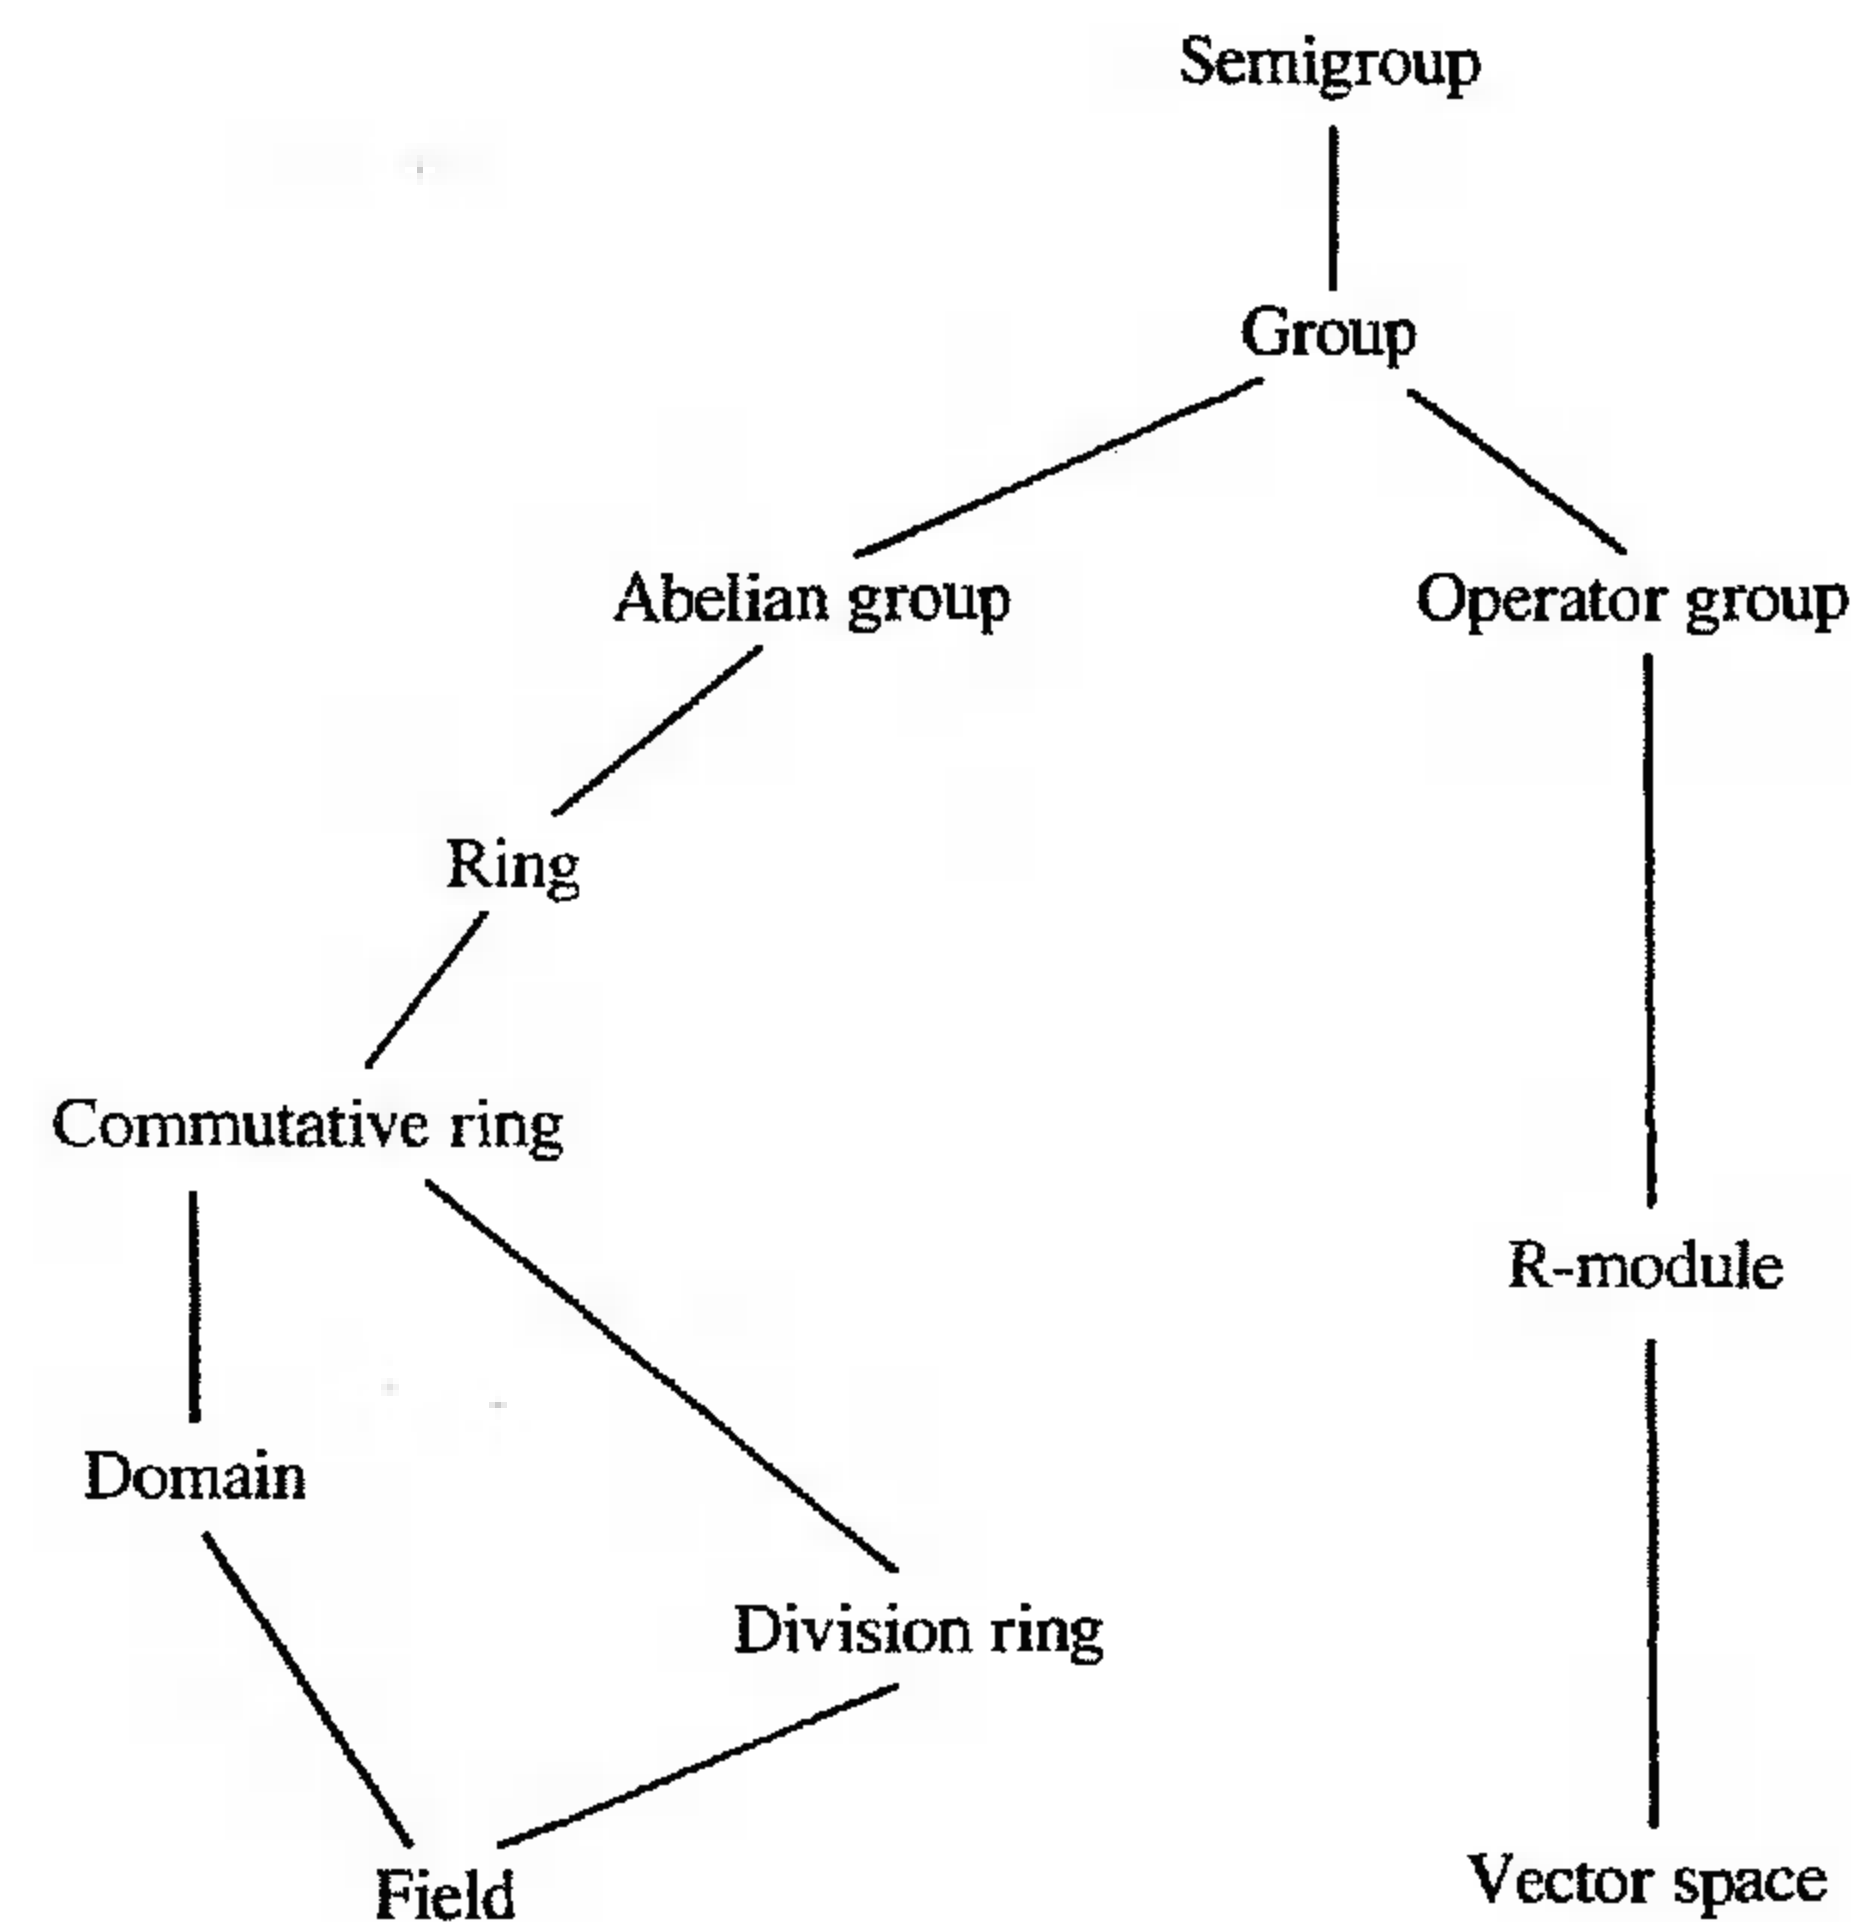 Semigroup
Group
Abelian group
Operator group
Ring
Commutative ring
R-module
Domain
Division ring
Field
Vector space